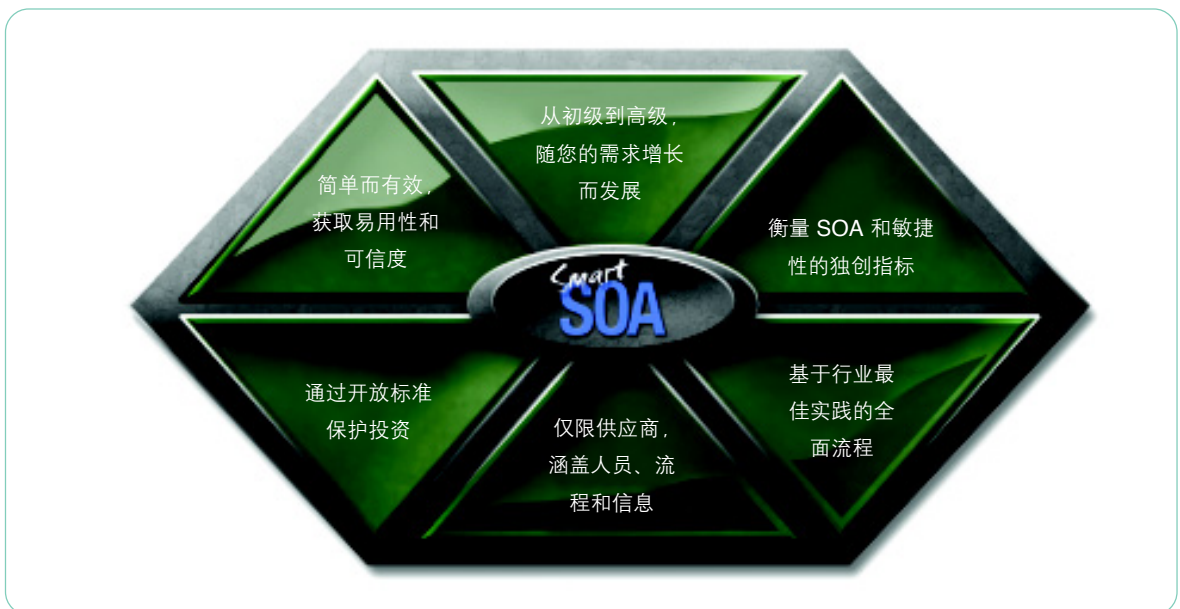 从初级到高级，
随您的需求增长
而发展
简单而有效，
获取易用性和
可信度
衡量 SOA 和敏捷
性的独创指标
Smart
SOA
通过开放标准
保护投资
仅限供应商，
涵盖人员、流
程和信息
基于行业最
佳实践的全
面流程